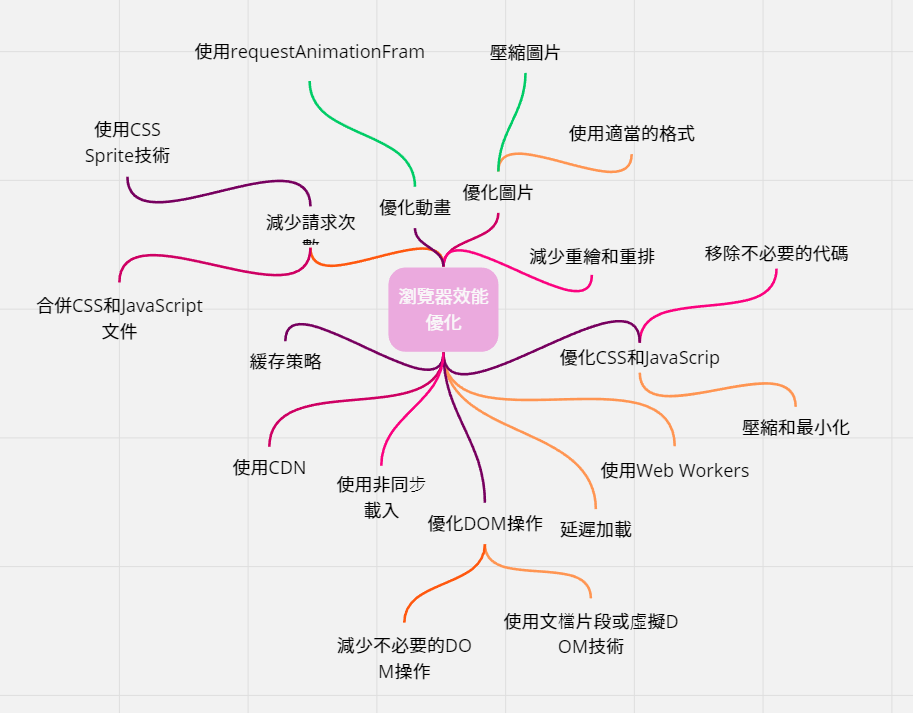 使用requestAnimationFram
壓縮圖片
使用CSS
Sprite技術
使用適當的格式
優化動畫
優化圖片
減少請求次
數
減少重繪和重排
移除不必要的代碼
合併CSS和JavaScript
文件
瀏覽器效能
優化
緩存策略
優化CSS和JavaScrip
壓縮和最小化
使用CDN
使用非同步
載入
使用Web Workers
優化DOM操作
延遲加載
減少不必要的DO
M操作
使用文檔片段或虛擬D
OM技術